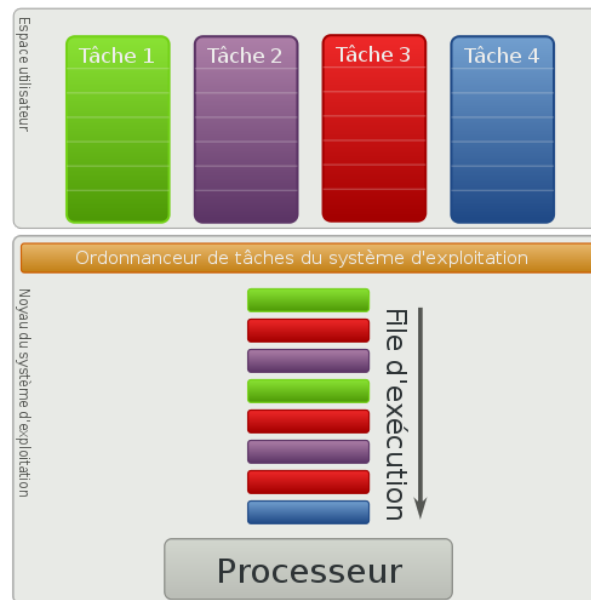 Espace utilisateur
Tâche 1
Tâche 2
Tâche 3
Tâche 4
Ordonnanceur de tâches du système d'exploitation
Noyau du système d'exploitation
File d'exécution
Processeur